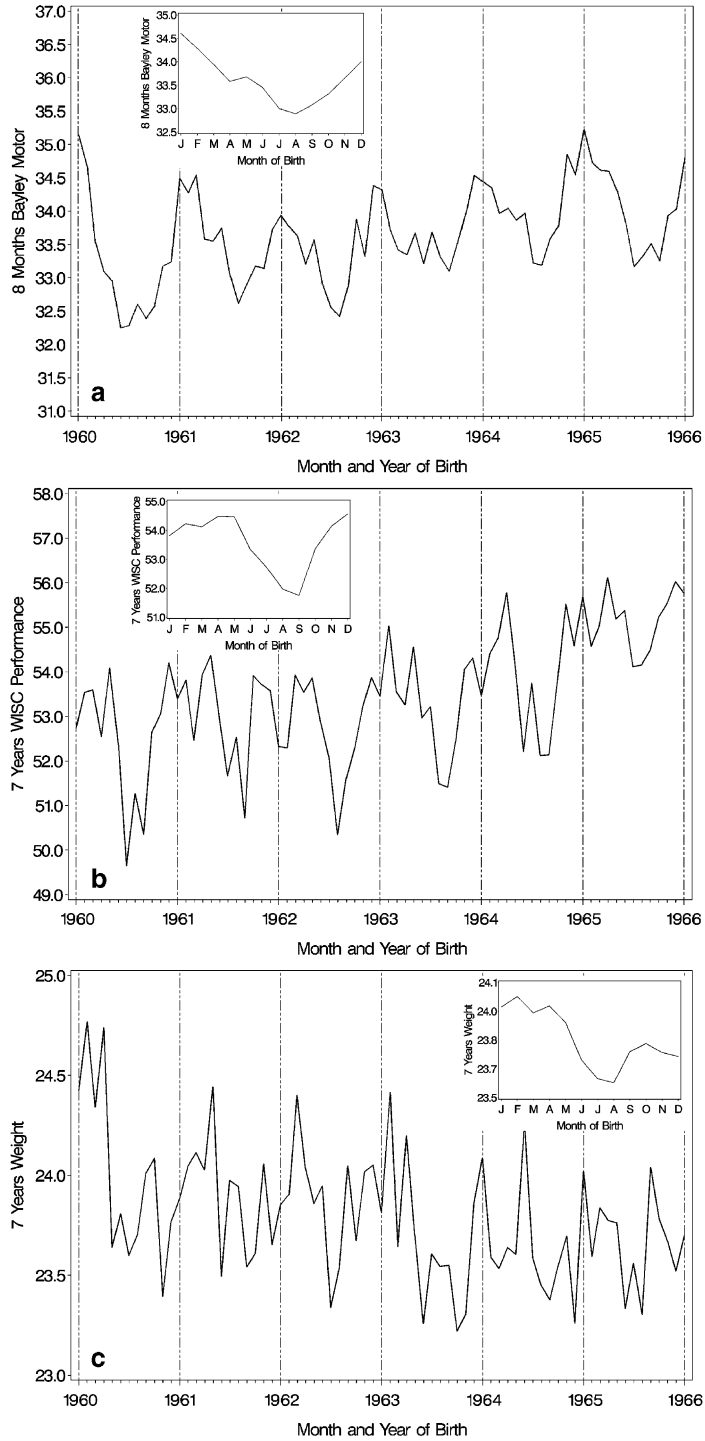 37.0
36.5
36.0
35.5
35.0
34.5
34.0
33.5
33.0
32.5
32.0
31.5
31.0
8 Months Bayley Motor
35.0
34.5
34.0
33.5
33.0
32.5
8 Months Bayley Motor
J F M A M J J A S O N D
Month of Birth
a
1960 1961 1962 1963 1964 1965 1966
Month and Year of Birth
58.0
57.0
56.0
55.0
54.0
53.0
52.0
51.0
50.0
49.0
7 Years WISC Performance
55.0
54.0
53.0
52.0
51.0
7 Years WISC Performance
J F M A M J J A S O N D
Month of Birth
b
1960 1961 1962 1963 1964 1965 1966
Month and Year of Birth
25.0
24.5
24.0
23.5
23.0
7 Years Weight
24.1
24.0
23.8
23.7
23.5
7 Years Weight
J F M A M J J A S O N D
Month of Birth
c
1960 1961 1962 1963 1964 1965 1966
Month and Year of Birth